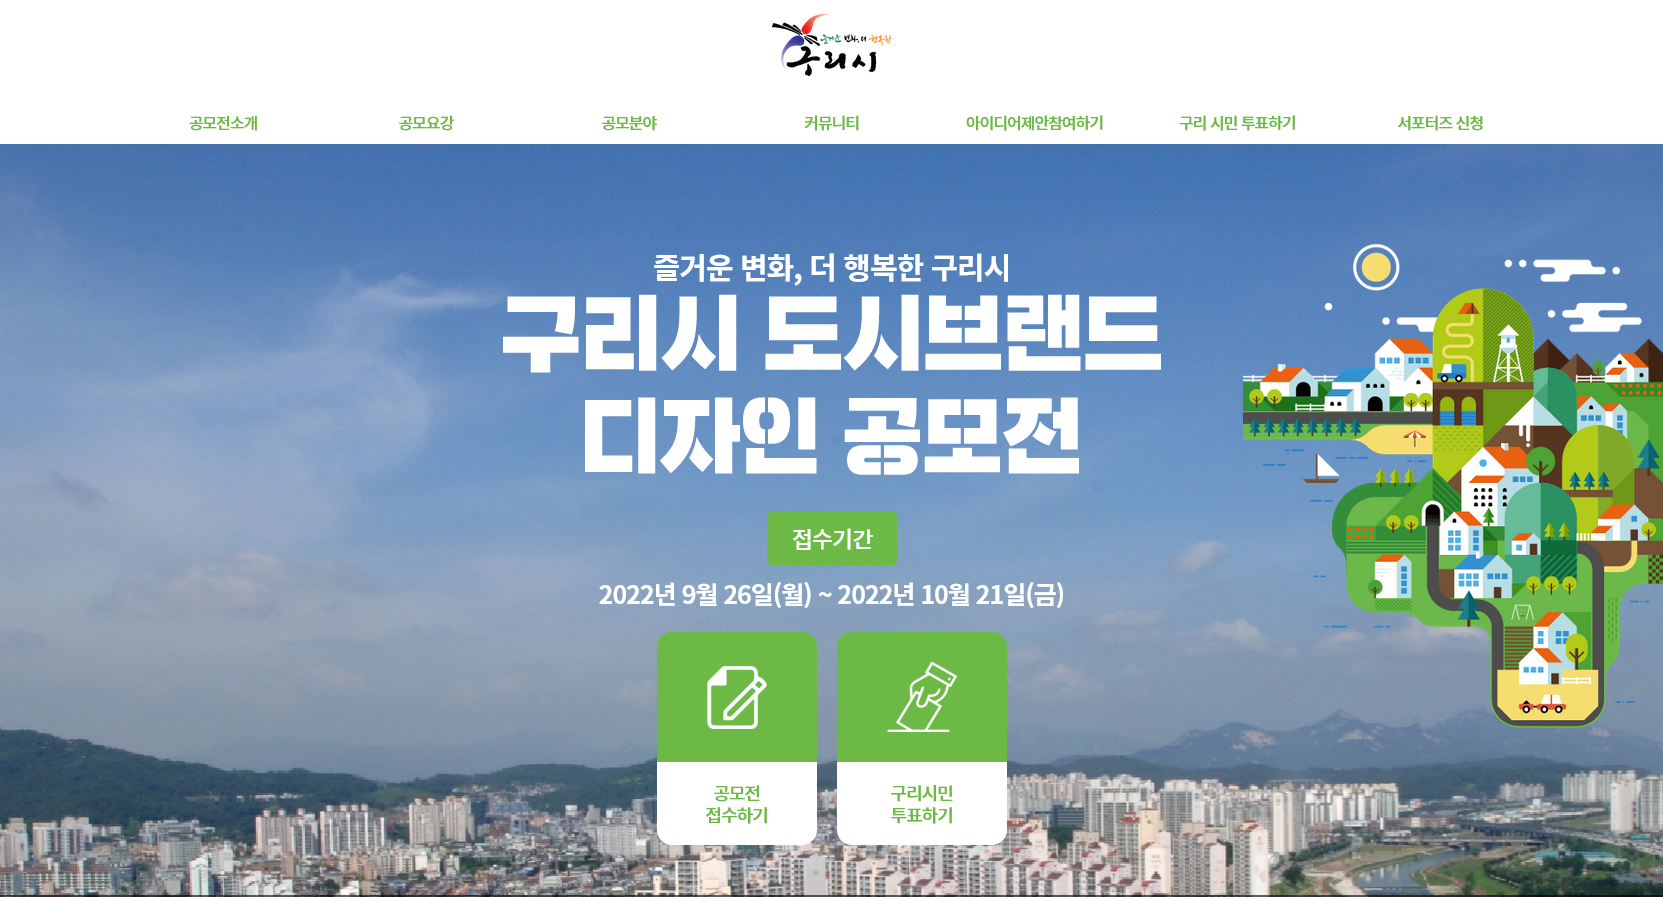 즐거운 변화, 더 행복한
구리시
공모전소개
공모요강
공모분야
커뮤니티
아이디어제안참여하기
구리 시민 투표하기
서포터즈 신청
즐거운 변화, 더 행복한 구리시
구리시 도시브랜드
디자인 공모전
접수기간
2022년 9월 26일(월) ~ 2022년 10월 21일(금)
공모전
접수하기
구리시민
투표하기